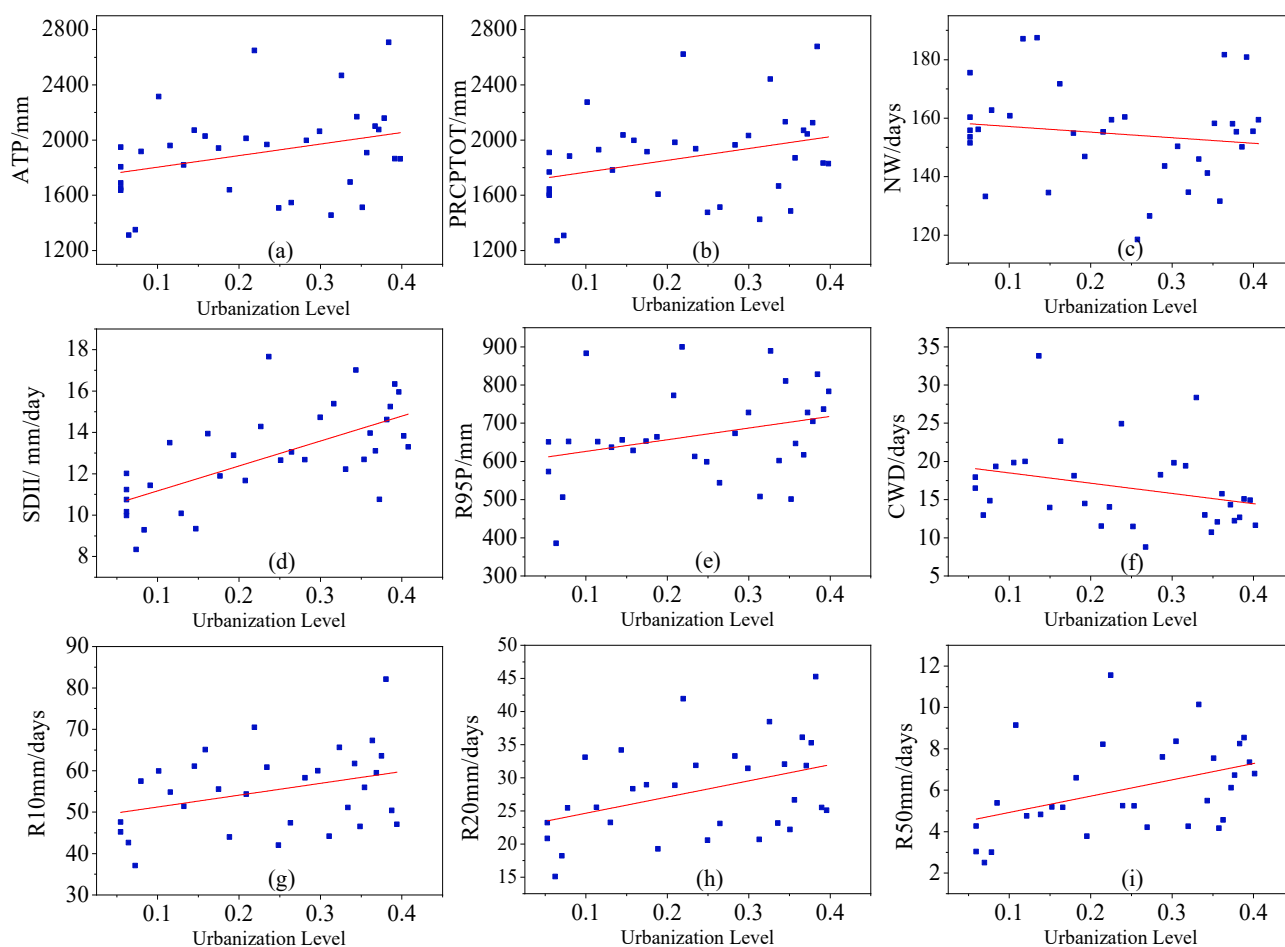 2800
2400
2000
1600
1200
ATP/mm
(a)
0.1 0.2 0.3 0.4
Urbanization Level
2800
2400
2000
1600
1200
PRCPTOT/mm
(b)
0.1 0.2 0.3 0.4
Urbanization Level
180
160
140
120
NW/days
(c)
0.1 0.2 0.3 0.4
Urbanization Level
18
16
14
12
10
8
SDII/ mm/day
(d)
0.1 0.2 0.3 0.4
Urbanization Level
900
800
700
600
500
400
300
R95P/mm
(e)
0.1 0.2 0.3 0.4
Urbanization Level
35
30
25
20
15
10
5
CWD/days
(f)
0.1 0.2 0.3 0.4
Urbanization Level
90
80
70
60
50
40
30
R10mm/days
(g)
0.1 0.2 0.3 0.4
Urbanization Level
50
45
40
35
30
25
20
15
R20mm/days
(h)
0.1 0.2 0.3 0.4
Urbanization Level
12
10
8
6
4
2
R50mm/days
(i)
0.1 0.2 0.3 0.4
Urbanization Level